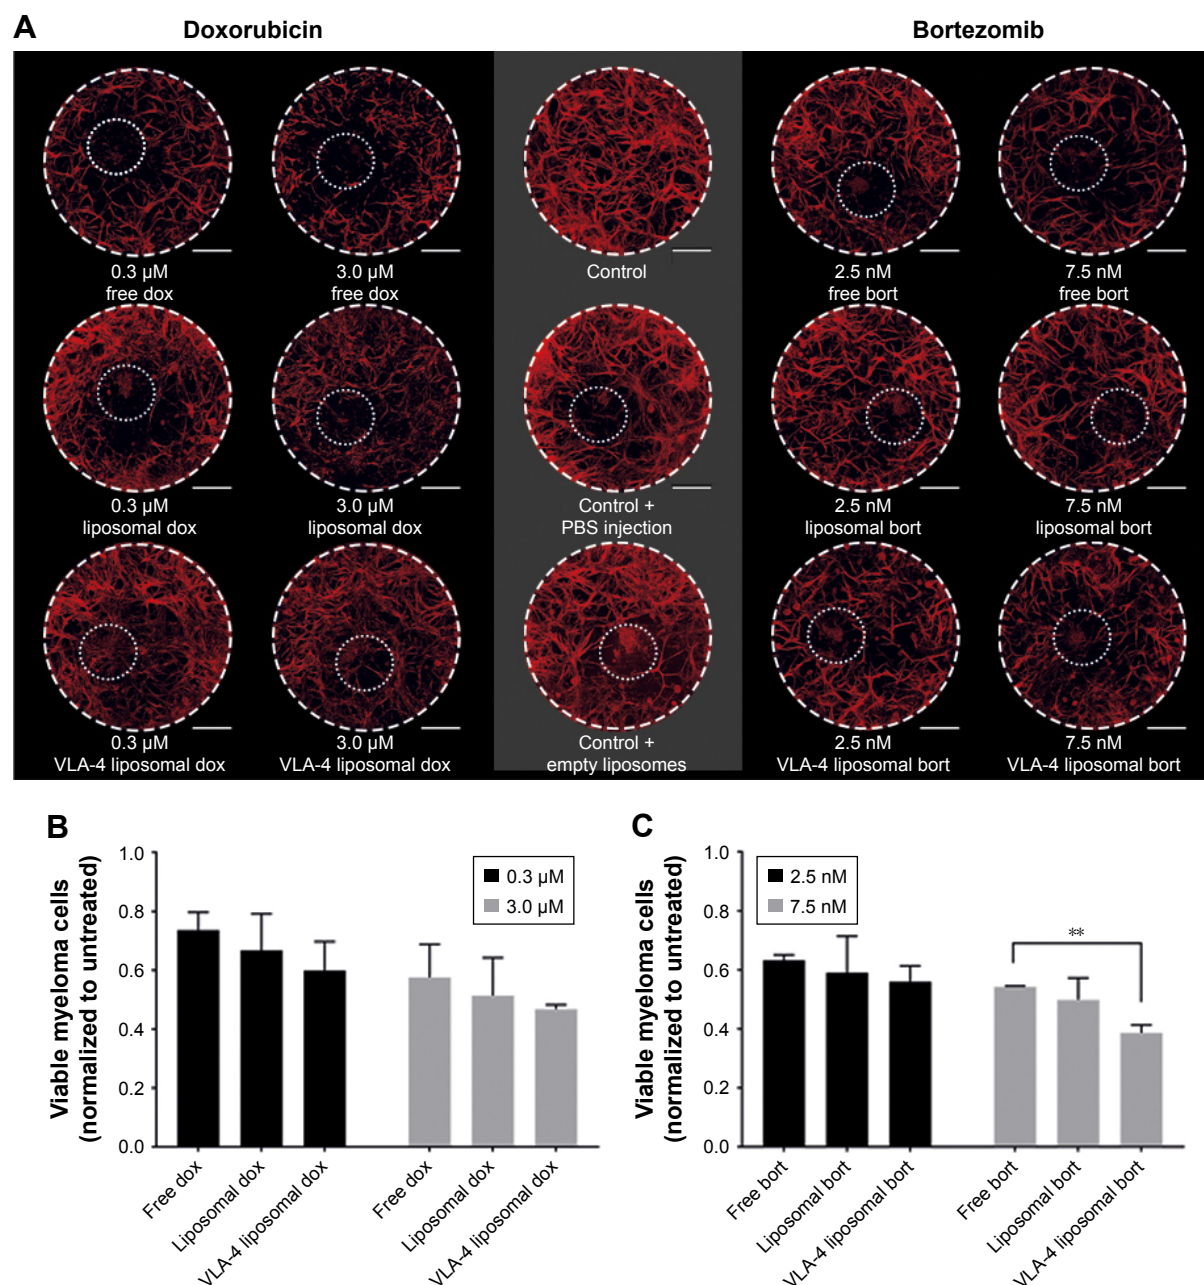 A
Doxorubicin
Bortezomib
0.3 µM
free dox
3.0 µM
free dox
Control
2.5 nM
free bort
7.5 nM
free bort
0.3 µM
liposomal dox
3.0 µM
liposomal dox
Control +
PBS injection
2.5 nM
liposomal bort
7.5 nM
liposomal bort
0.3 µM
VLA-4 liposomal dox
3.0 µM
VLA-4 liposomal dox
Control +
empty liposomes
2.5 nM
VLA-4 liposomal bort
7.5 nM
VLA-4 liposomal bort
B
Viable myeloma cells
(normalized to untreated)
1.0
0.8
0.6
0.4
0.2
0.0
0.3 µM
3.0 µM
Free dox
Liposomal dox
VLA-4 liposomal dox
Free dox
Liposomal dox
VLA-4 liposomal dox
C
Viable myeloma cells
(normalized to untreated)
1.0
0.8
0.6
0.4
0.2
0.0
2.5 nM
7.5 nM
**
Free bort
Liposomal bort
VLA-4 liposomal bort
Free bort
Liposomal bort
VLA-4 liposomal bort